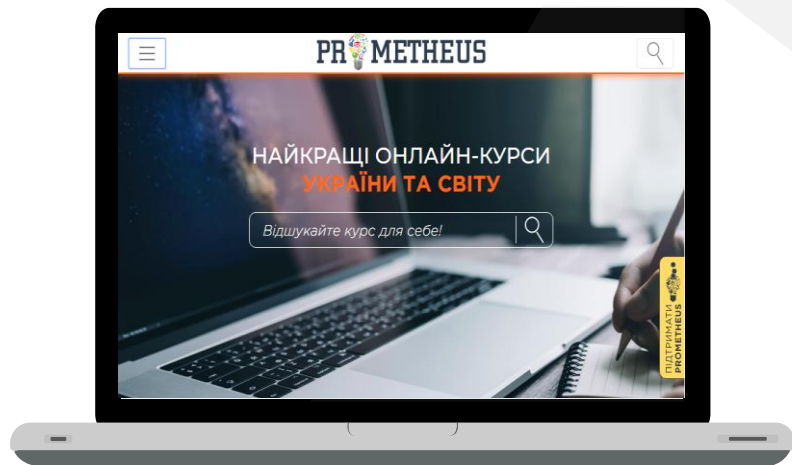 PROMETHEUS
НАЙКРАЩІ ОНЛАЙН-КУРСИ
УКРАЇНИ ТА СВІТУ
Відшукайте курс для себе!
ПІДТРИМАТИ
PROMETHEUS